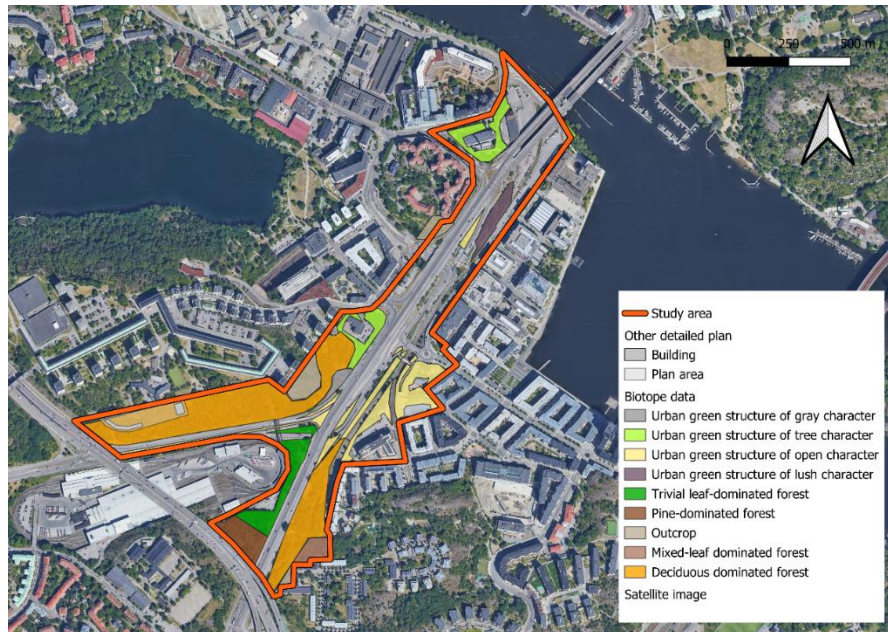 0 250 500 m
Study area
Other detailed plan
Building
Plan area
Biotope data
Urban green structure of gray character
Urban green structure of tree character
Urban green structure of open character
Urban green structure of lush character
Trivial leaf-dominated forest
Pine-dominated forest
Outcrop
Mixed-leaf dominated forest
Deciduous dominated forest
Satellite image